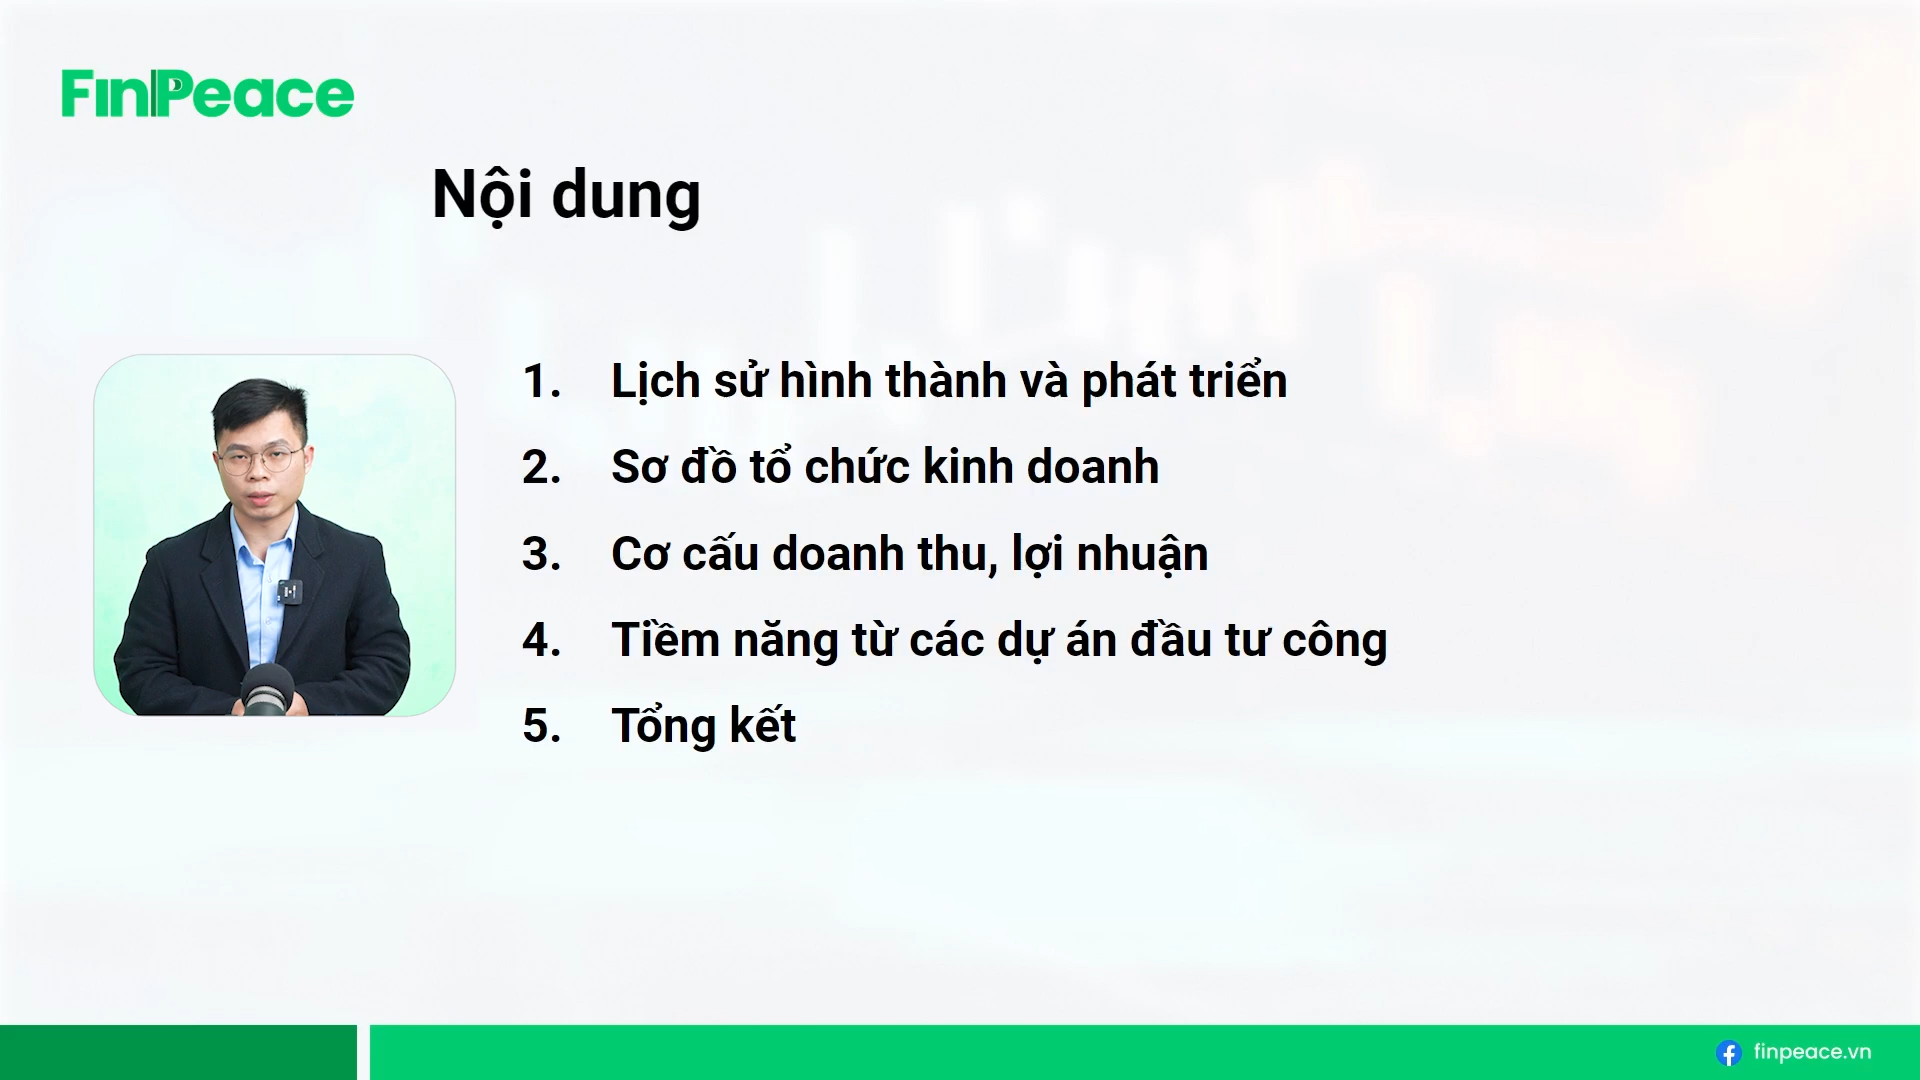 FinPeace
Nội dung
1. Lịch sử hình thành và phát triển
2. Sơ đồ tổ chức kinh doanh
3. Cơ cấu doanh thu, lợi nhuận
4. Tiềm năng từ các dự án đầu tư công
5. Tổng kết
finpeace.vn